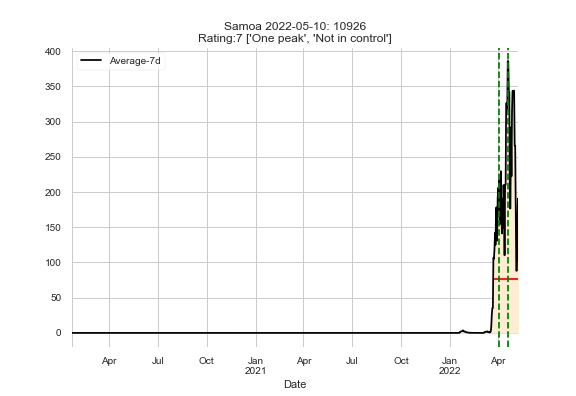 Samoa 2022-05-10: 10926
Rating:7 ['One peak', 'Not in control']
Average-7d
400
350
300
250
200
150
100
50
0
Apr Jul Oct Jan Apr Jul Oct Jan Apr
2021 2022
Date